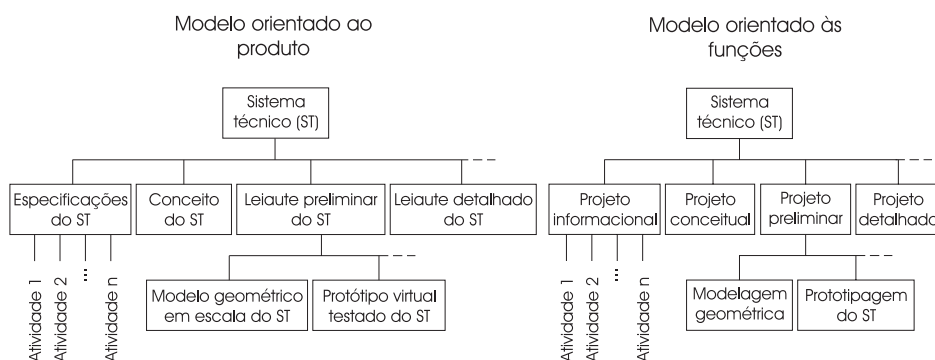 Modelo orientado ao
produto
Sistema
técnico (ST)
Especificações
do ST
Conceito
do ST
Leiaute preliminar
do ST
Leiaute detalhado
do ST
Atividade 1
Atividade 2
...
Atividade n
Modelo geométrico
em escala do ST
Protótipo virtual
testado do ST
Modelo orientado às
funções
Sistema
técnico (ST)
Projeto
informacional
Projeto
conceitual
Projeto
preliminar
Projeto
detalhado
Atividade 1
Atividade 2
...
Atividade n
Modelagem
geométrica
Prototipagem
do ST